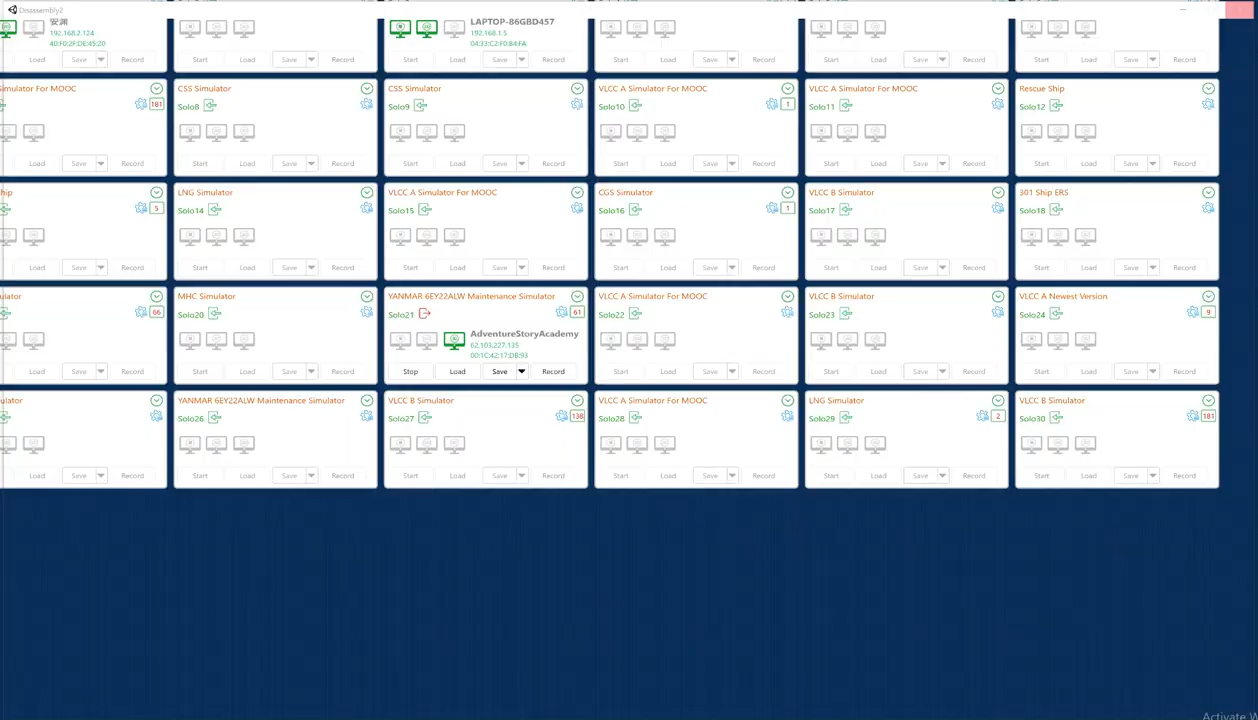 Disassembly2
安渊
192.168.2.124
40:F0:2F:DE:45:20
Load Save Record
Start Load Save Record
LAPTOP-86GBD457
192.168.1.5
04:33:C2:F0:B4:FA
Start Load Save Record
Start Load Save Record
Start Load Save Record
Start Load Save Record
imulator For MOOC
181
Load Save Record
CSS Simulator
Solo8
Start Load Save Record
CSS Simulator
Solo9
Start Load Save Record
VLCC A Simulator For MOOC
Solo10 1
Start Load Save Record
VLCC A Simulator For MOOC
Solo11
Start Load Save Record
Rescue Ship
Solo12
Start Load Save Record
hip
5
Load Save Record
LNG Simulator
Solo14
Start Load Save Record
VLCC A Simulator For MOOC
Solo15
Start Load Save Record
CGS Simulator
Solo16 1
Start Load Save Record
VLCC B Simulator
Solo17
Start Load Save Record
301 Ship ERS
Solo18
Start Load Save Record
ulator
66
Load Save Record
MHC Simulator
Solo20
Start Load Save Record
YANMAR 6EY22ALW Maintenance Simulator
Solo21 61
AdventureStoryAcademy
62.103.227.135
00:1C:42:17:DB:93
Stop Load Save Record
VLCC A Simulator For MOOC
Solo22
Start Load Save Record
VLCC B Simulator
Solo23
Start Load Save Record
VLCC A Newest Version
Solo24 9
Start Load Save Record
ulator
Load Save Record
YANMAR 6EY22ALW Maintenance Simulator
Solo26
Start Load Save Record
VLCC B Simulator
Solo27 138
Start Load Save Record
VLCC A Simulator For MOOC
Solo28
Start Load Save Record
LNG Simulator
Solo29 2
Start Load Save Record
VLCC B Simulator
Solo30 181
Start Load Save Record
Activate W